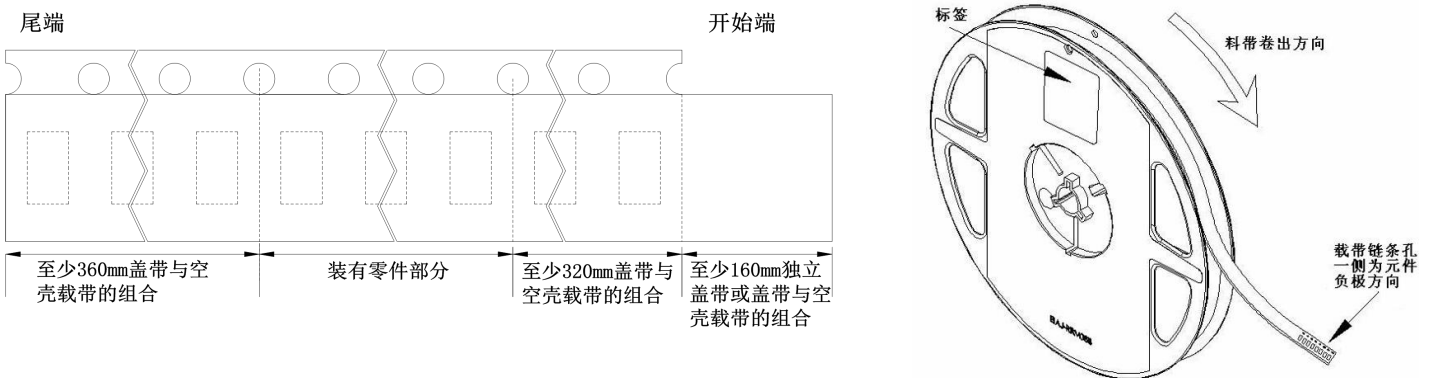 尾端
开始端
至少360mm盖带与空
壳载带的组合
装有零件部分
至少320mm盖带与
空壳载带的组合
至少160mm独立
盖带或盖带与空
壳载带的组合
标签
料带卷出方向
载带链条孔
一侧为元件
负极方向